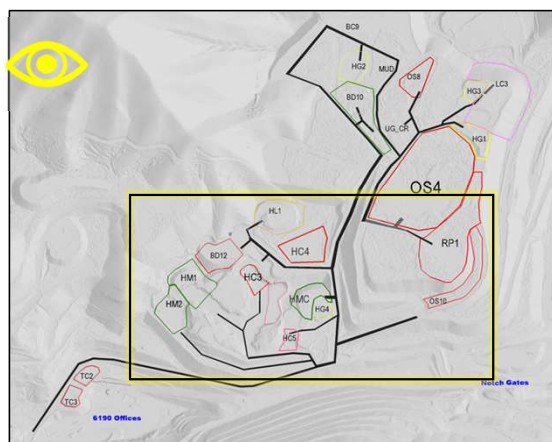 BC9
HG2
MUD
OS8
BD10
HG3
LC3
UG_CR
HG1
OS4
HL1
HC4
RP1
BD12
HM1
HC3
HMC
HM2
HG4
OS10
HC5
TC2
TC3
Notch Gates
6190 Offices